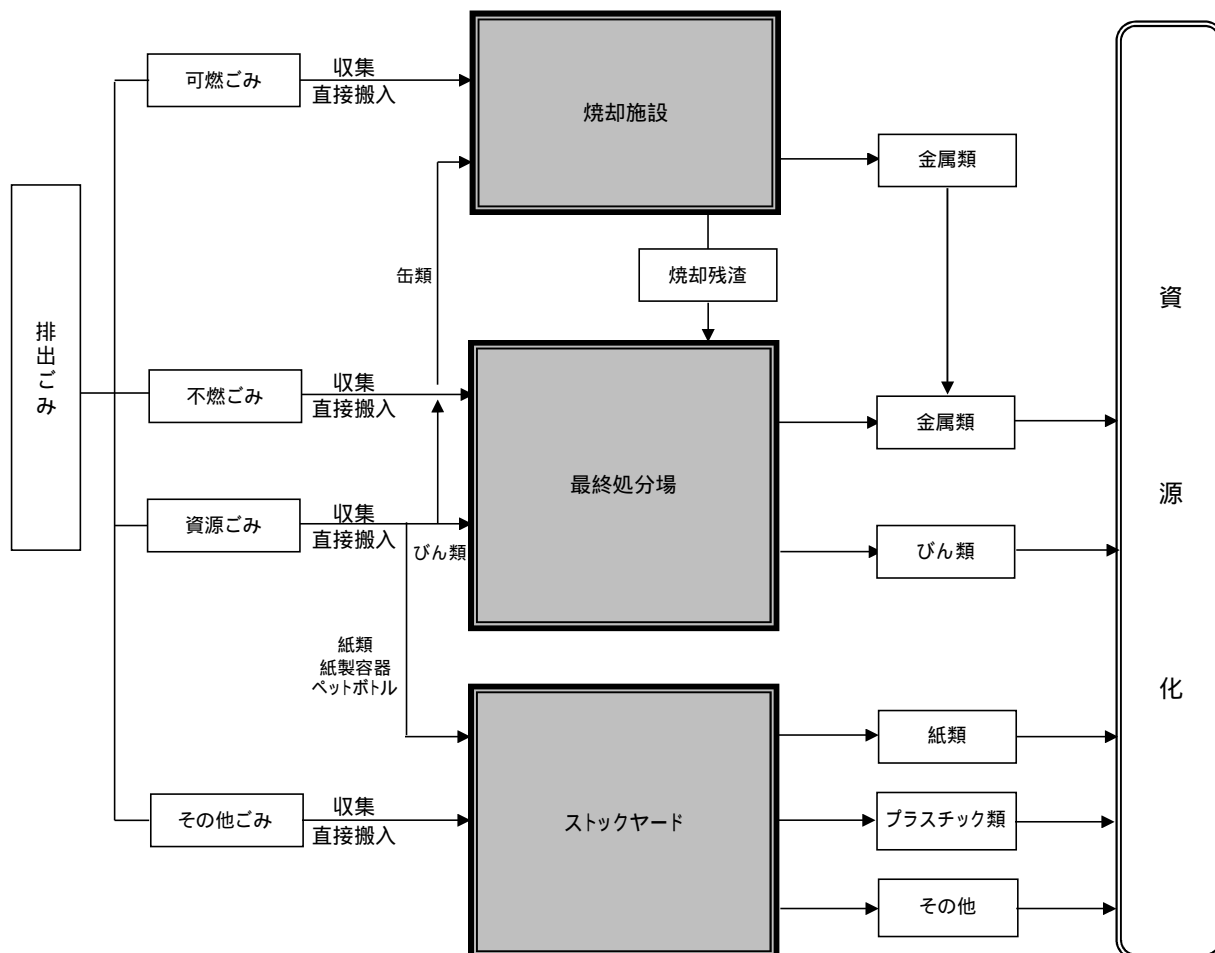 排出ごみ
可燃ごみ
収集
直接搬入
焼却施設
金属類
缶類
焼却残渣
不燃ごみ
収集
直接搬入
最終処分場
金属類
資源ごみ
収集
直接搬入
びん類
びん類
紙類
紙製容器
ペットボトル
その他ごみ
収集
直接搬入
ストックヤード
紙類
プラスチック類
その他
資源化